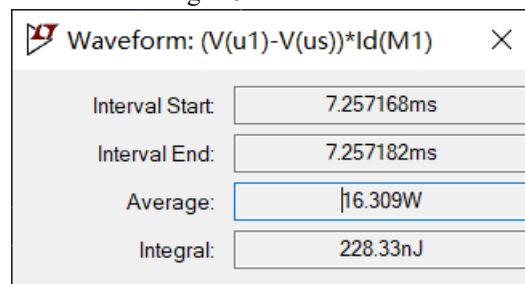 Waveform: (V(u1)-V(us))*Id(M1)
Interval Start: 7.257168ms
Interval End: 7.257182ms
Average: 16.309W
Integral: 228.33nJ